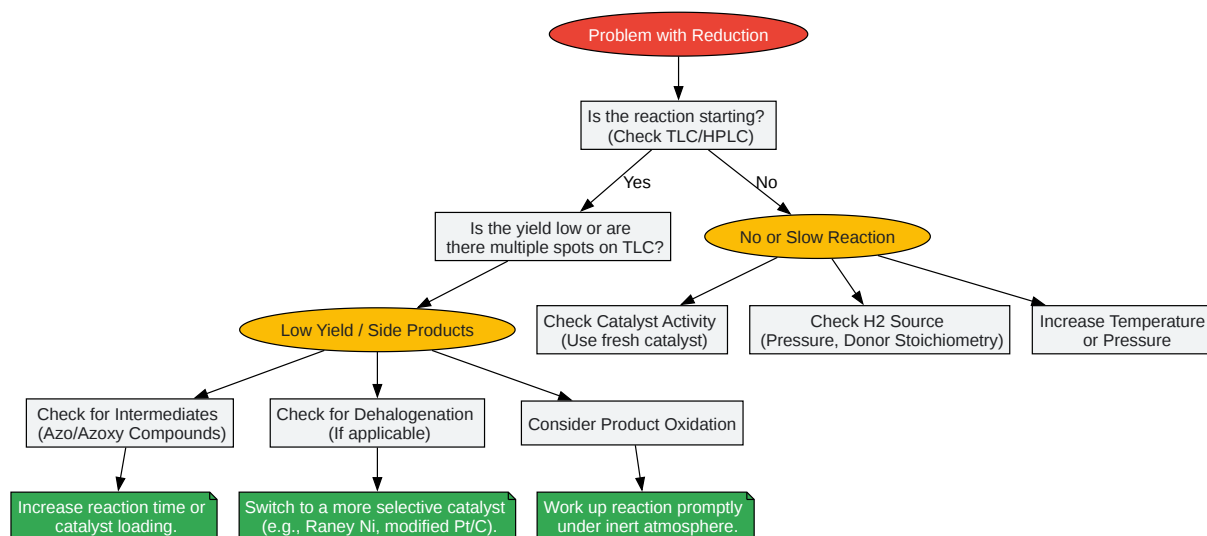 Problem with Reduction
Is the reaction starting?
(Check TLC/HPLC)
Yes
No
Is the yield low or are
there multiple spots on TLC?
No or Slow Reaction
Low Yield / Side Products
Check Catalyst Activity
(Use fresh catalyst)
Check H2 Source
(Pressure, Donor Stoichiometry)
Increase Temperature
or Pressure
Check for Intermediates
(Azo/Azoxy Compounds)
Check for Dehalogenation
(If applicable)
Consider Product Oxidation
Increase reaction time or
catalyst loading.
Switch to a more selective catalyst
(e.g., Raney Ni, modified Pt/C).
Work up reaction promptly
under inert atmosphere.